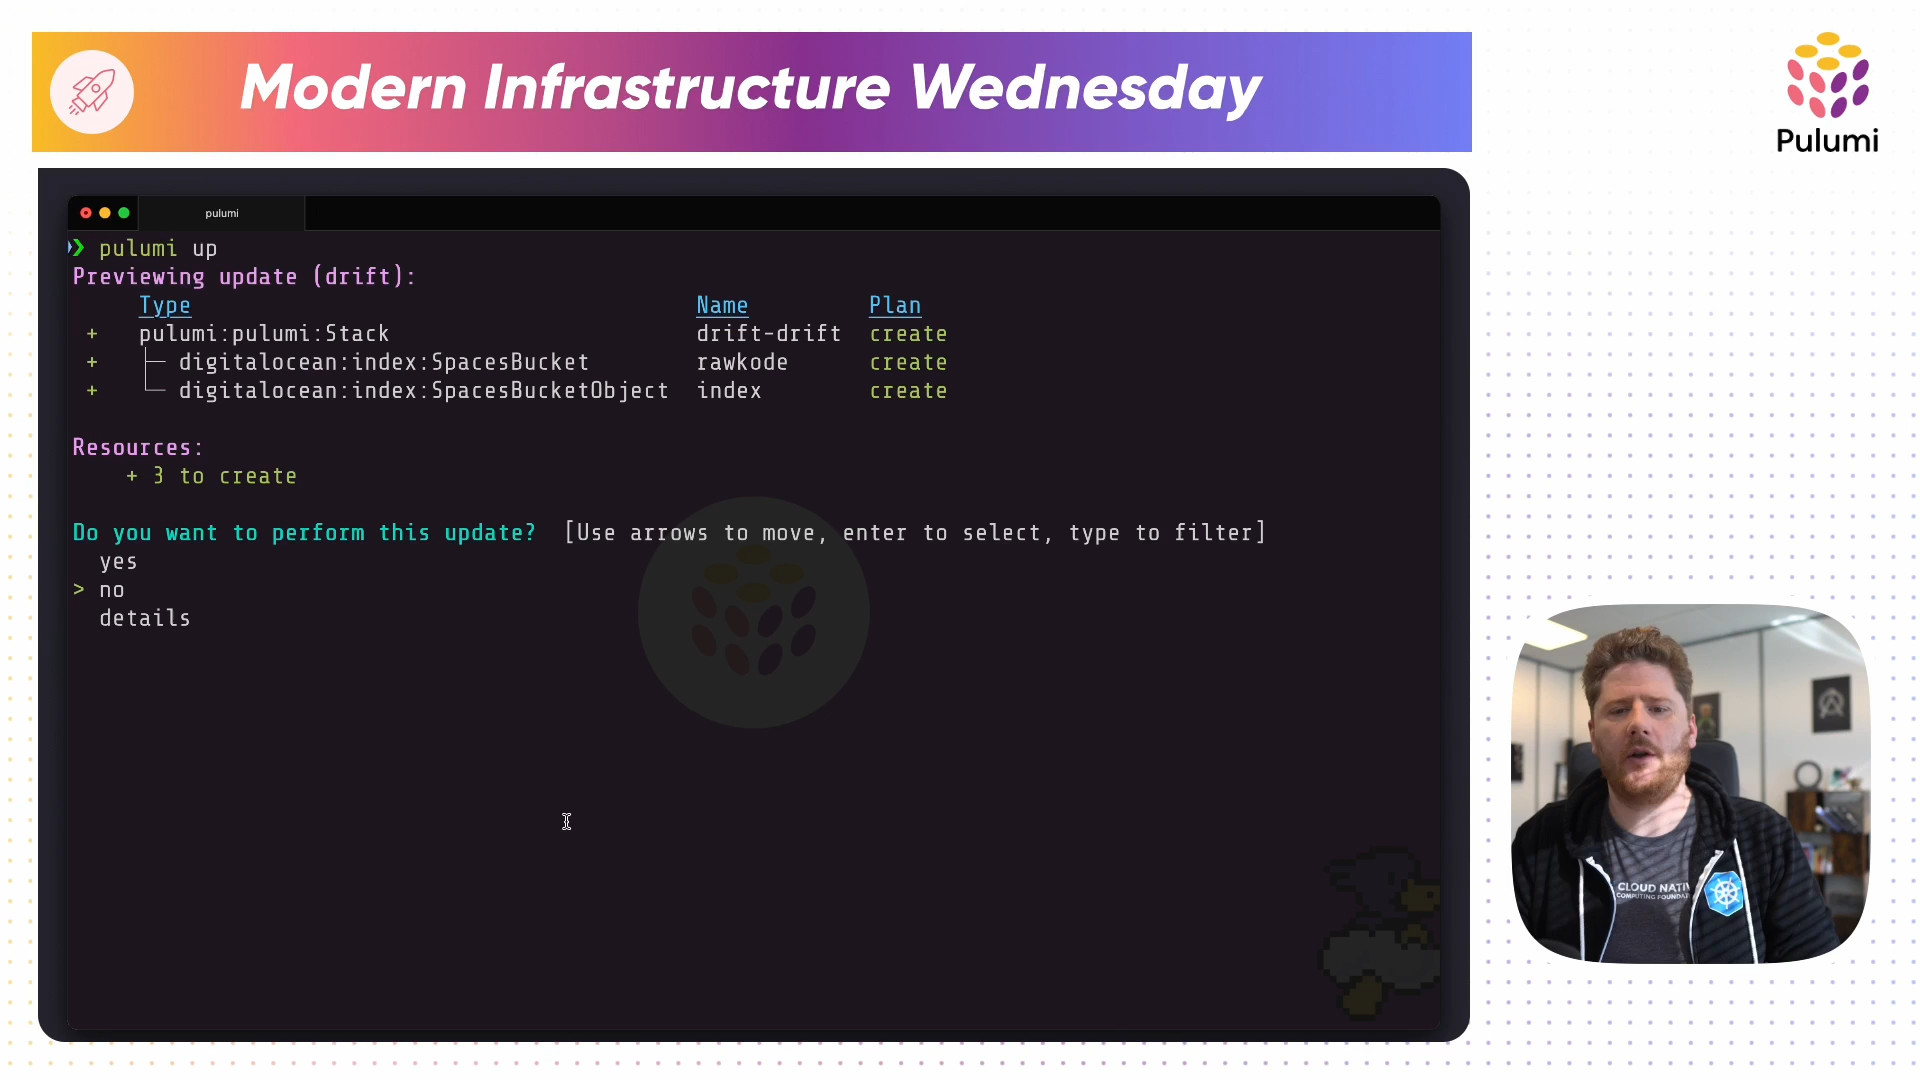 Modern Infrastructure Wednesday
Pulumi
pulumi
❯ pulumi up
Previewing update (drift):
Type Name Plan
+ pulumi:pulumi:Stack drift-drift create
+ ├─ digitalocean:index:SpacesBucket rawkode create
+ └─ digitalocean:index:SpacesBucketObject index create
Resources:
+ 3 to create
Do you want to perform this update? [Use arrows to move, enter to select, type to filter]
yes
> no
details
CLOUD NATI
COMPUTING FOUNDA